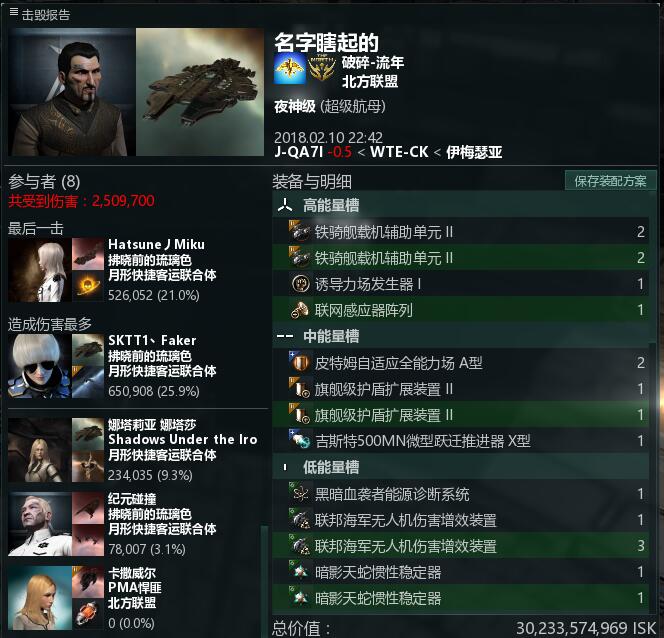 击毁报告
名字瞎起的
破碎-流年
北方联盟
夜神级 (超级航母)
2018.02.10 22:42
J-QA7I -0.5 < WTE-CK < 伊梅瑟亚
参与者 (8)
共受到伤害：2,509,700
最后一击
Hatsune丿Miku
拂晓前的琉璃色
月形快捷客运联合体
526,052 (21.0%)
造成伤害最多
SKTT1、Faker
拂晓前的琉璃色
月形快捷客运联合体
650,908 (25.9%)
娜塔莉亚 娜塔莎
Shadows Under the Iro
月形快捷客运联合体
234,035 (9.3%)
纪元碰撞
拂晓前的琉璃色
月形快捷客运联合体
78,007 (3.1%)
卡撒威尔
PMA悍匪
北方联盟
0 (0.0%)
装备与明细
保存装配方案
高能量槽
铁骑舰载机辅助单元 II 2
铁骑舰载机辅助单元 II 2
诱导力场发生器 I 1
联网感应器阵列 1
中能量槽
皮特姆自适应全能力场 A型 2
旗舰级护盾扩展装置 II 1
旗舰级护盾扩展装置 II 1
吉斯特500MN微型跃迁推进器 X型 1
低能量槽
黑暗血袭者能源诊断系统 1
联邦海军无人机伤害增效装置 1
联邦海军无人机伤害增效装置 3
暗影天蛇惯性稳定器 1
暗影天蛇惯性稳定器 1
总价值： 30,233,574,969 ISK